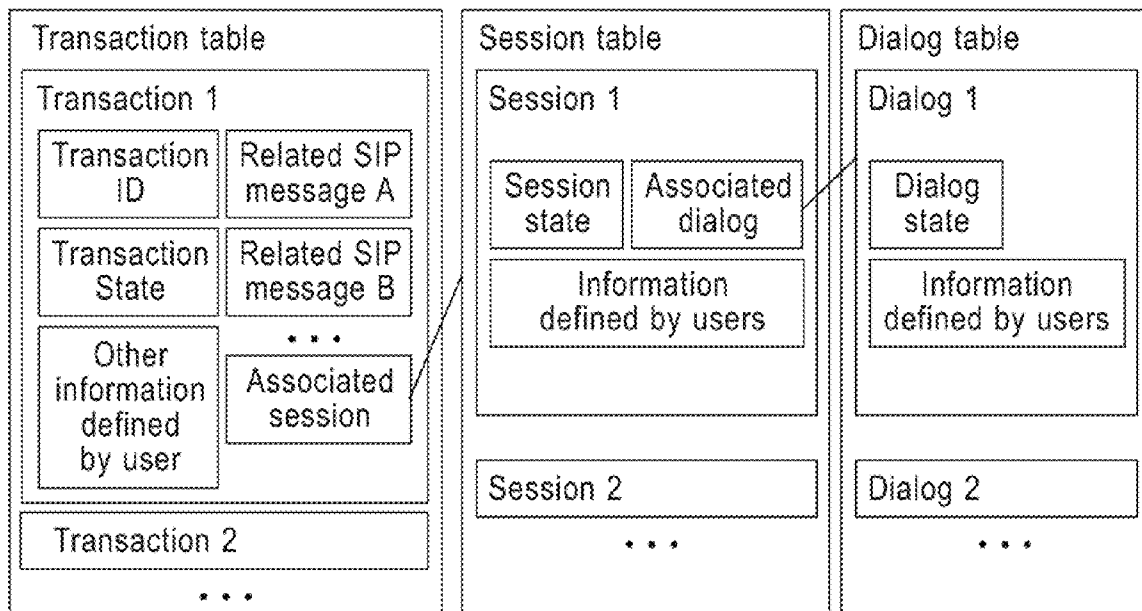 Transaction table
Transaction 1
Transaction
ID
Related SIP
message A
Transaction
State
Related SIP
message B
Other
information
defined
by user
• • •
Associated
session
Transaction 2
• • •
Session table
Session 1
Session
state
Associated
dialog
Information
defined by users
Session 2
• • •
Dialog table
Dialog 1
Dialog
state
Information
defined by users
Dialog 2
• • •